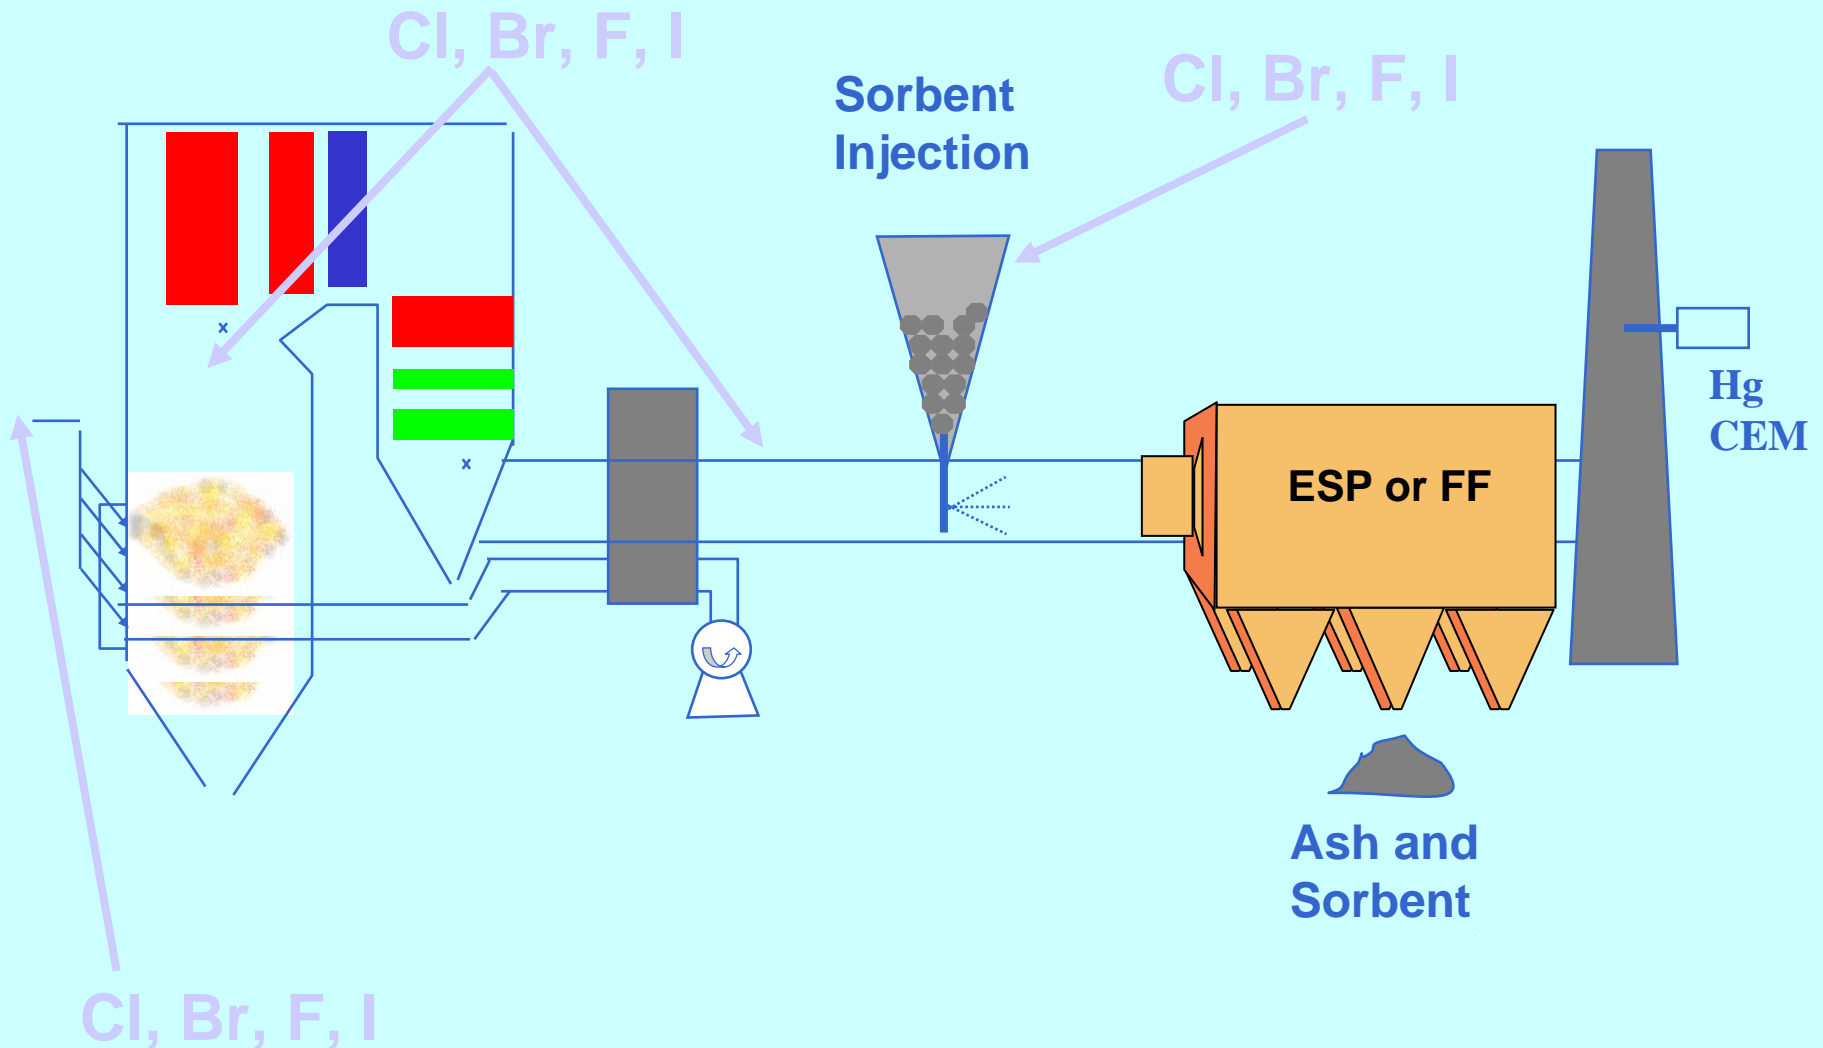 Cl, Br, F, I
Sorbent
Injection
Cl, Br, F, I
Hg
CEM
ESP or FF
Ash and
Sorbent
Cl, Br, F, I